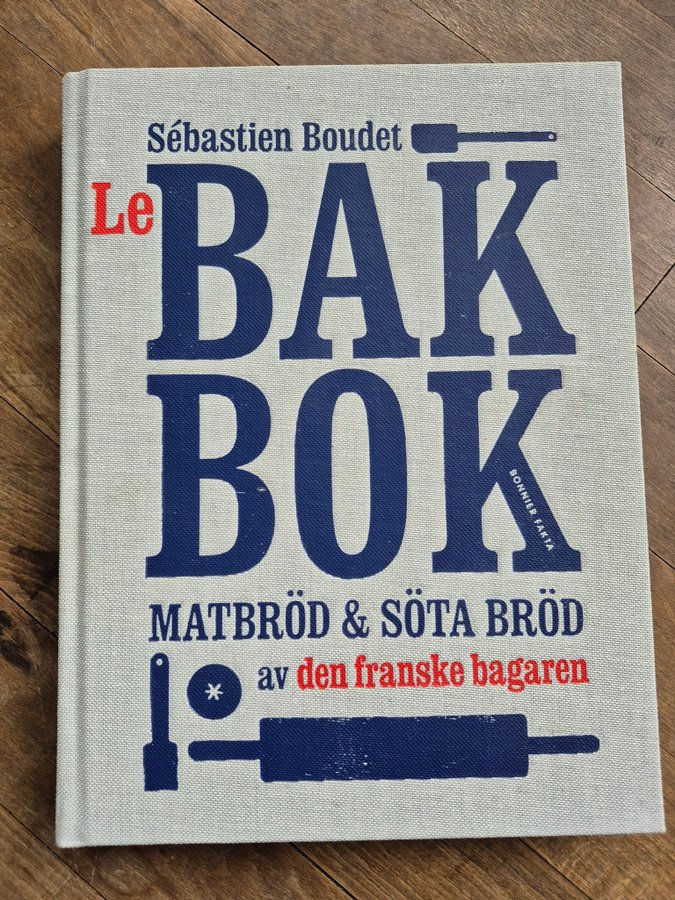 Sébastien Boudet
Le
BAK
BOK
BONNIER FAKTA
MATBRÖD & SÖTA BRÖD
av den franske bagaren